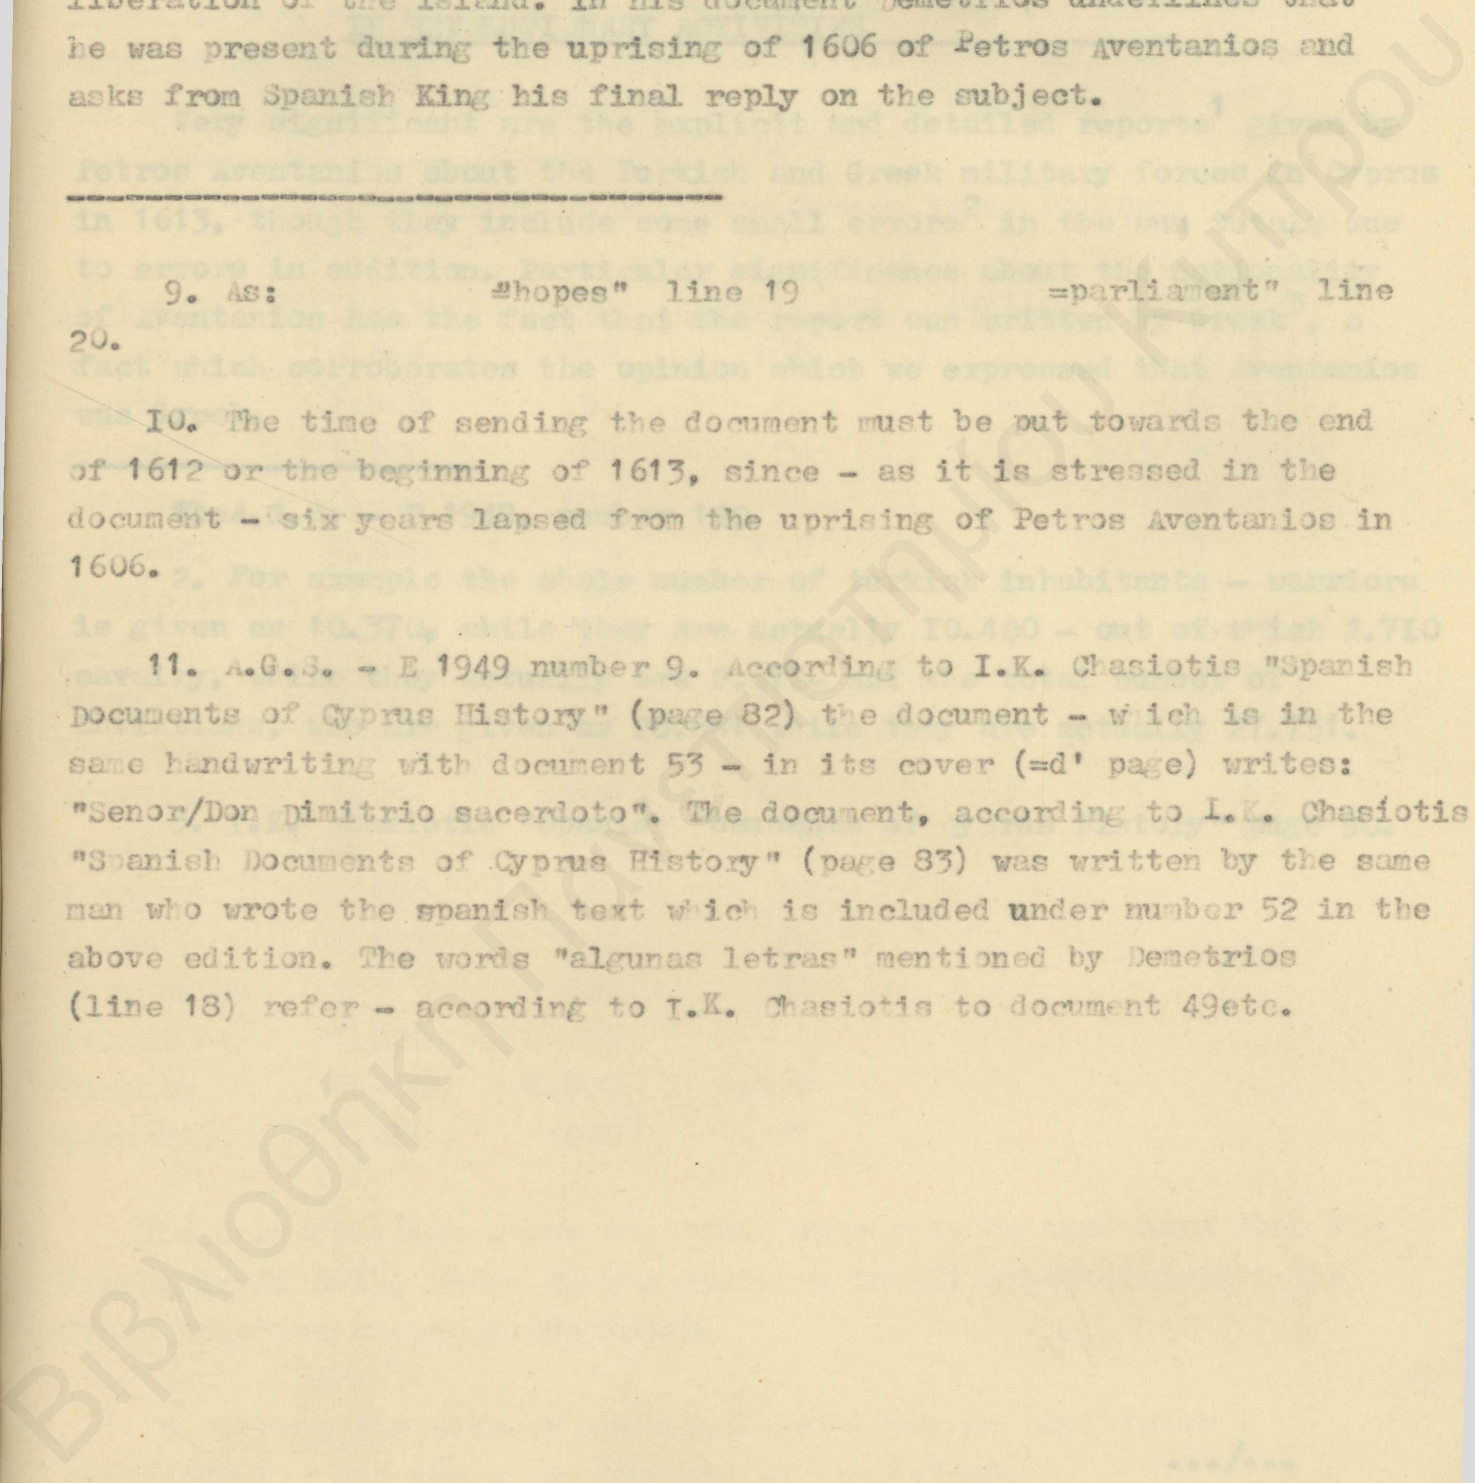 liberation of the island. In his document Demetrios underlines that
he was present during the uprising of 1606 of Petros Aventanios and
asks from Spanish King his final reply on the subject.
9. As: ="hopes" line 19 =parliament" line
20.
IO. The time of sending the document must be put towards the end
of 1612 or the beginning of 1613, since - as it is stressed in the
document - six years lapsed from the uprising of Petros Aventanios in
1606.
11. A.G.S. - E 1949 number 9. According to I.K. Chasiotis "Spanish
Documents of Cyprus History" (page 82) the document - which is in the
same handwriting with document 53 - in its cover (=d' page) writes:
"Senor/Don Dimitrio sacerdoto". The document, according to I.K. Chasiotis
"Spanish Documents of Cyprus History" (page 83) was written by the same
man who wrote the spanish text which is included under number 52 in the
above edition. The words "algunas letras" mentioned by Demetrios
(line 18) refer - according to I.K. Chasiotis to document 49etc.
Βιβλιοθήκη Πανεπιστημίου Κύπρου